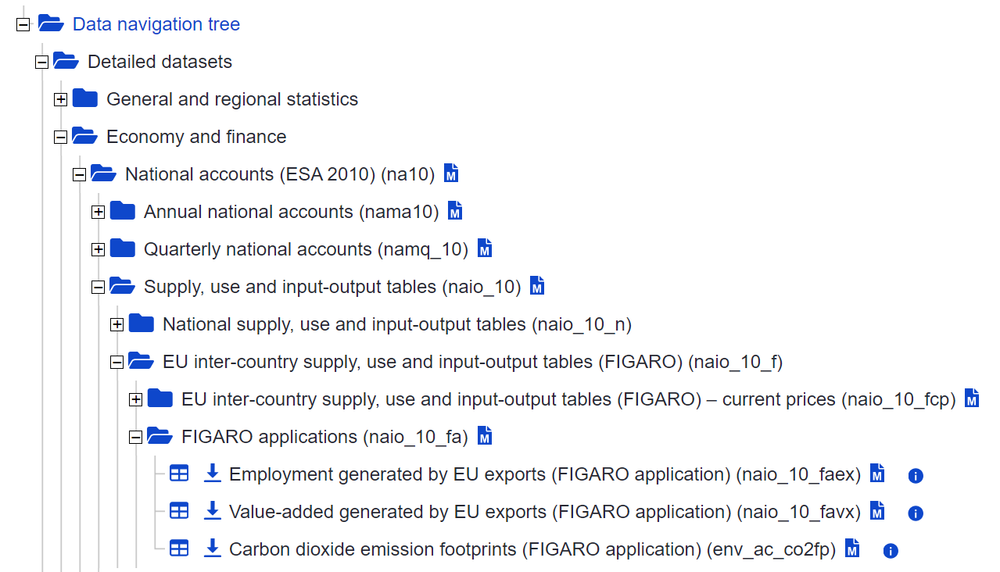 Data navigation tree
Detailed datasets
General and regional statistics
Economy and finance
National accounts (ESA 2010) (na10) M
Annual national accounts (nama10) M
Quarterly national accounts (namq_10) M
Supply, use and input-output tables (naio_10) M
National supply, use and input-output tables (naio_10_n)
EU inter-country supply, use and input-output tables (FIGARO) (naio_10_f)
EU inter-country supply, use and input-output tables (FIGARO) – current prices (naio_10_fcp) M
FIGARO applications (naio_10_fa) M
Employment generated by EU exports (FIGARO application) (naio_10_faex) M i
Value-added generated by EU exports (FIGARO application) (naio_10_favx) M i
Carbon dioxide emission footprints (FIGARO application) (env_ac_co2fp) M i